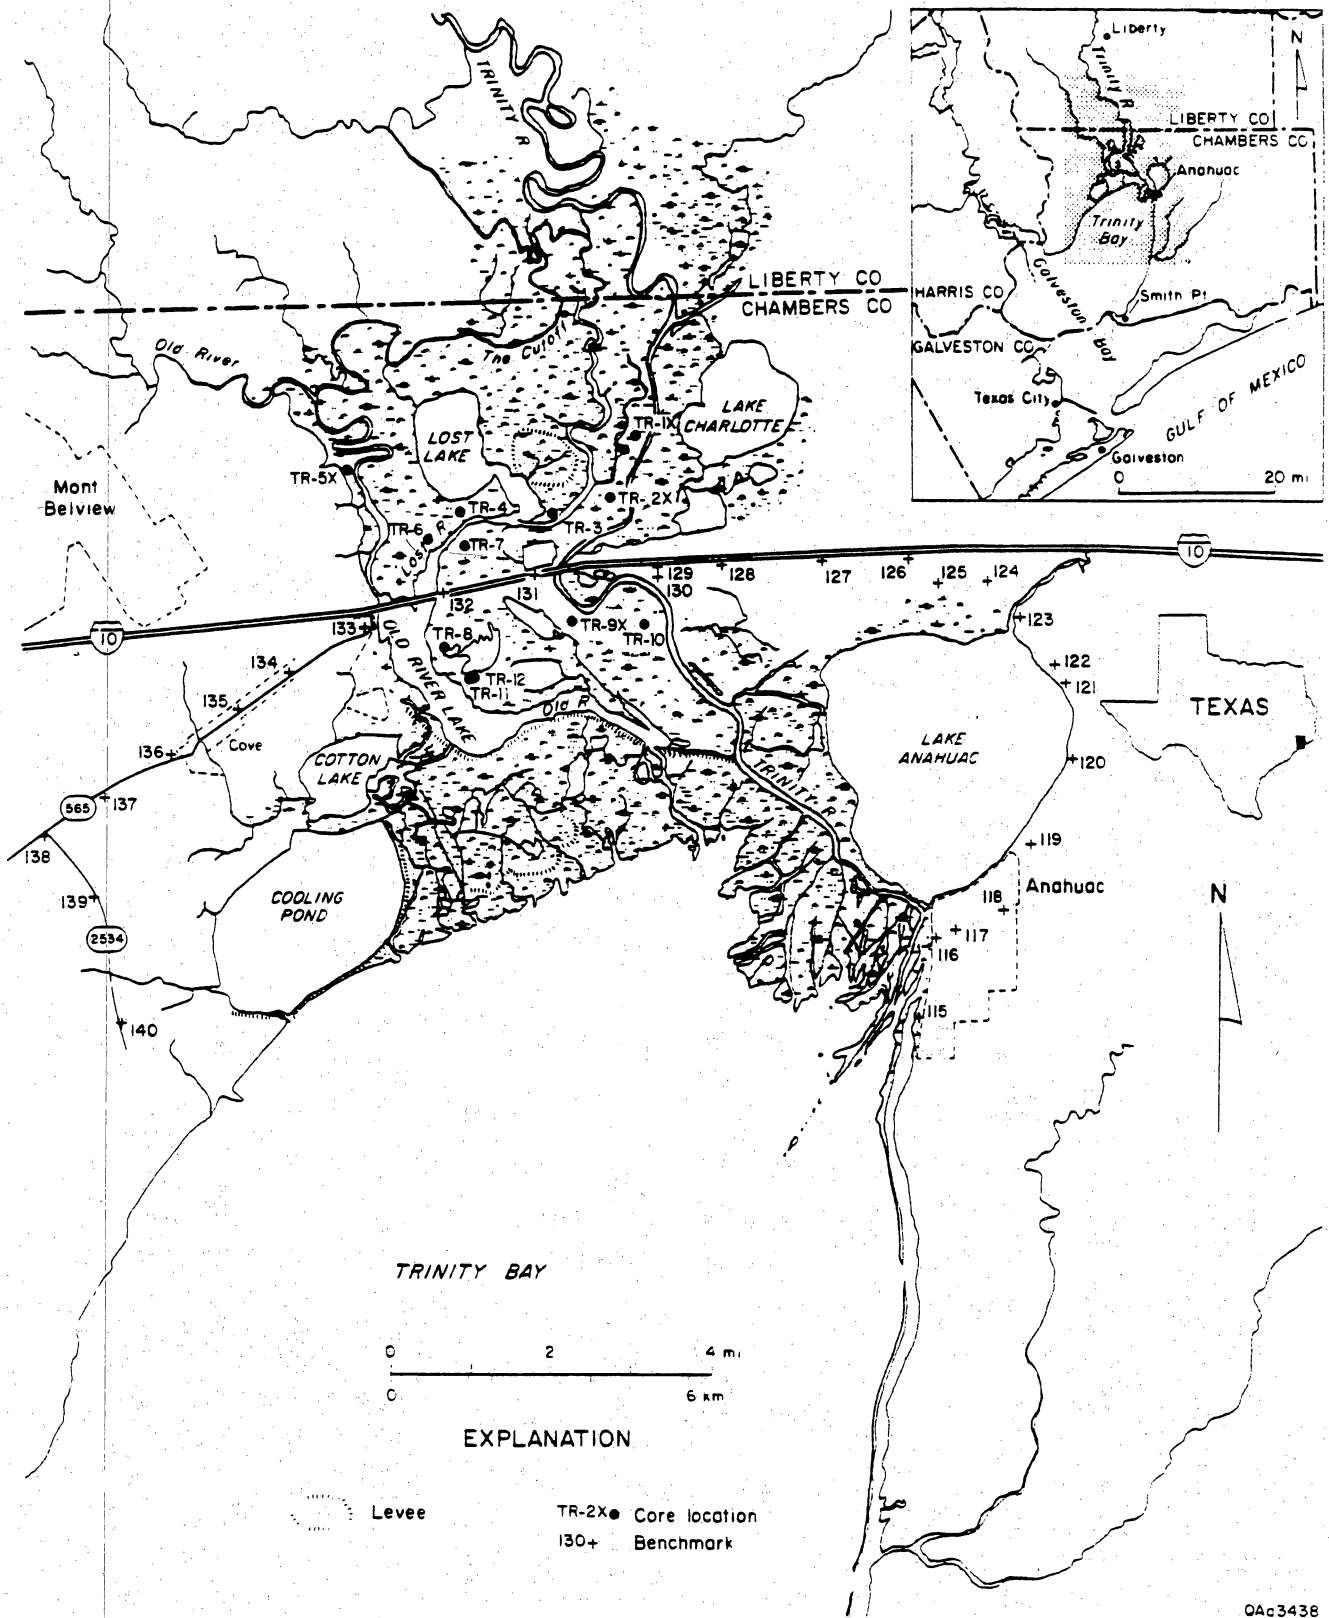 TRINITY R
LIBERTY CO
CHAMBERS CO
Old River
The Cutoff
LAKE
CHARLOTTE
LOST
LAKE
TR-1X
TR-5X
TR-2X
TR-4
TR-3
TR-6
Lost R.
TR-7
Mont
Belview
10
129
130
128
127
126
125
124
123
131
132
133
10
134
135
136
Cove
TR-9X
TR-10
TR-8
TR-12
TR-11
OLD RIVER LAKE
Old R
122
121
120
119
118
117
116
115
LAKE
ANAHUAC
Anahuac
TRINITY R
COTTON
LAKE
565
137
138
139
2534
140
COOLING
POND
TRINITY BAY
0 2 4 mi
0 6 km
EXPLANATION
Levee
TR-2X Core location
130+ Benchmark
Liberty
N
Trinity R
LIBERTY CO
CHAMBERS CO
Anahuac
Trinity
Bay
Galveston Bay
HARRIS CO
Smith Pt
GALVESTON CO
Texas City
GULF OF MEXICO
Galveston
0 20 mi
TEXAS
N
QAa3438